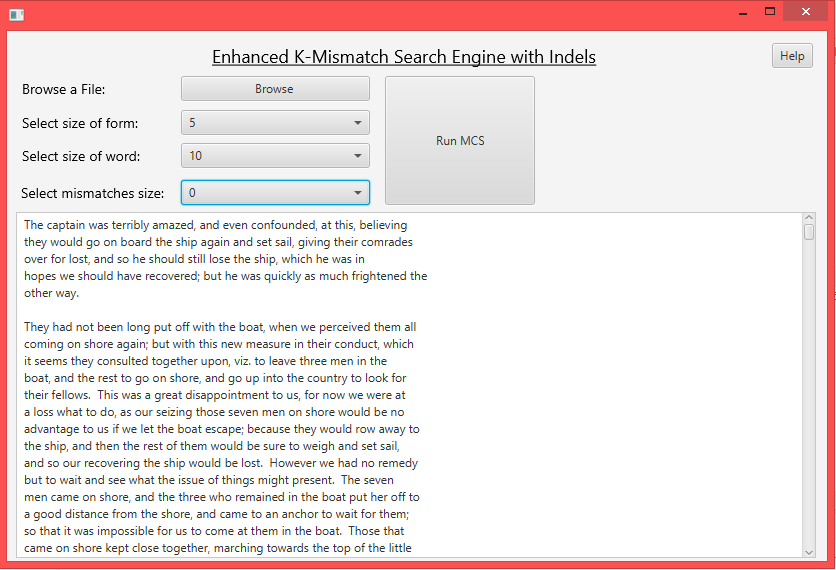 Enhanced K-Mismatch Search Engine with Indels
Help
Browse a File:
Browse
Select size of form:
5
Run MCS
Select size of word:
10
Select mismatches size:
0
The captain was terribly amazed, and even confounded, at this, believing
they would go on board the ship again and set sail, giving their comrades
over for lost, and so he should still lose the ship, which he was in
hopes we should have recovered; but he was quickly as much frightened the
other way.
They had not been long put off with the boat, when we perceived them all
coming on shore again; but with this new measure in their conduct, which
it seems they consulted together upon, viz. to leave three men in the
boat, and the rest to go on shore, and go up into the country to look for
their fellows.  This was a great disappointment to us, for now we were at
a loss what to do, as our seizing those seven men on shore would be no
advantage to us if we let the boat escape; because they would row away to
the ship, and then the rest of them would be sure to weigh and set sail,
and so our recovering the ship would be lost.  However we had no remedy
but to wait and see what the issue of things might present.  The seven
men came on shore, and the three who remained in the boat put her off to
a good distance from the shore, and came to an anchor to wait for them;
so that it was impossible for us to come at them in the boat.  Those that
came on shore kept close together, marching towards the top of the little